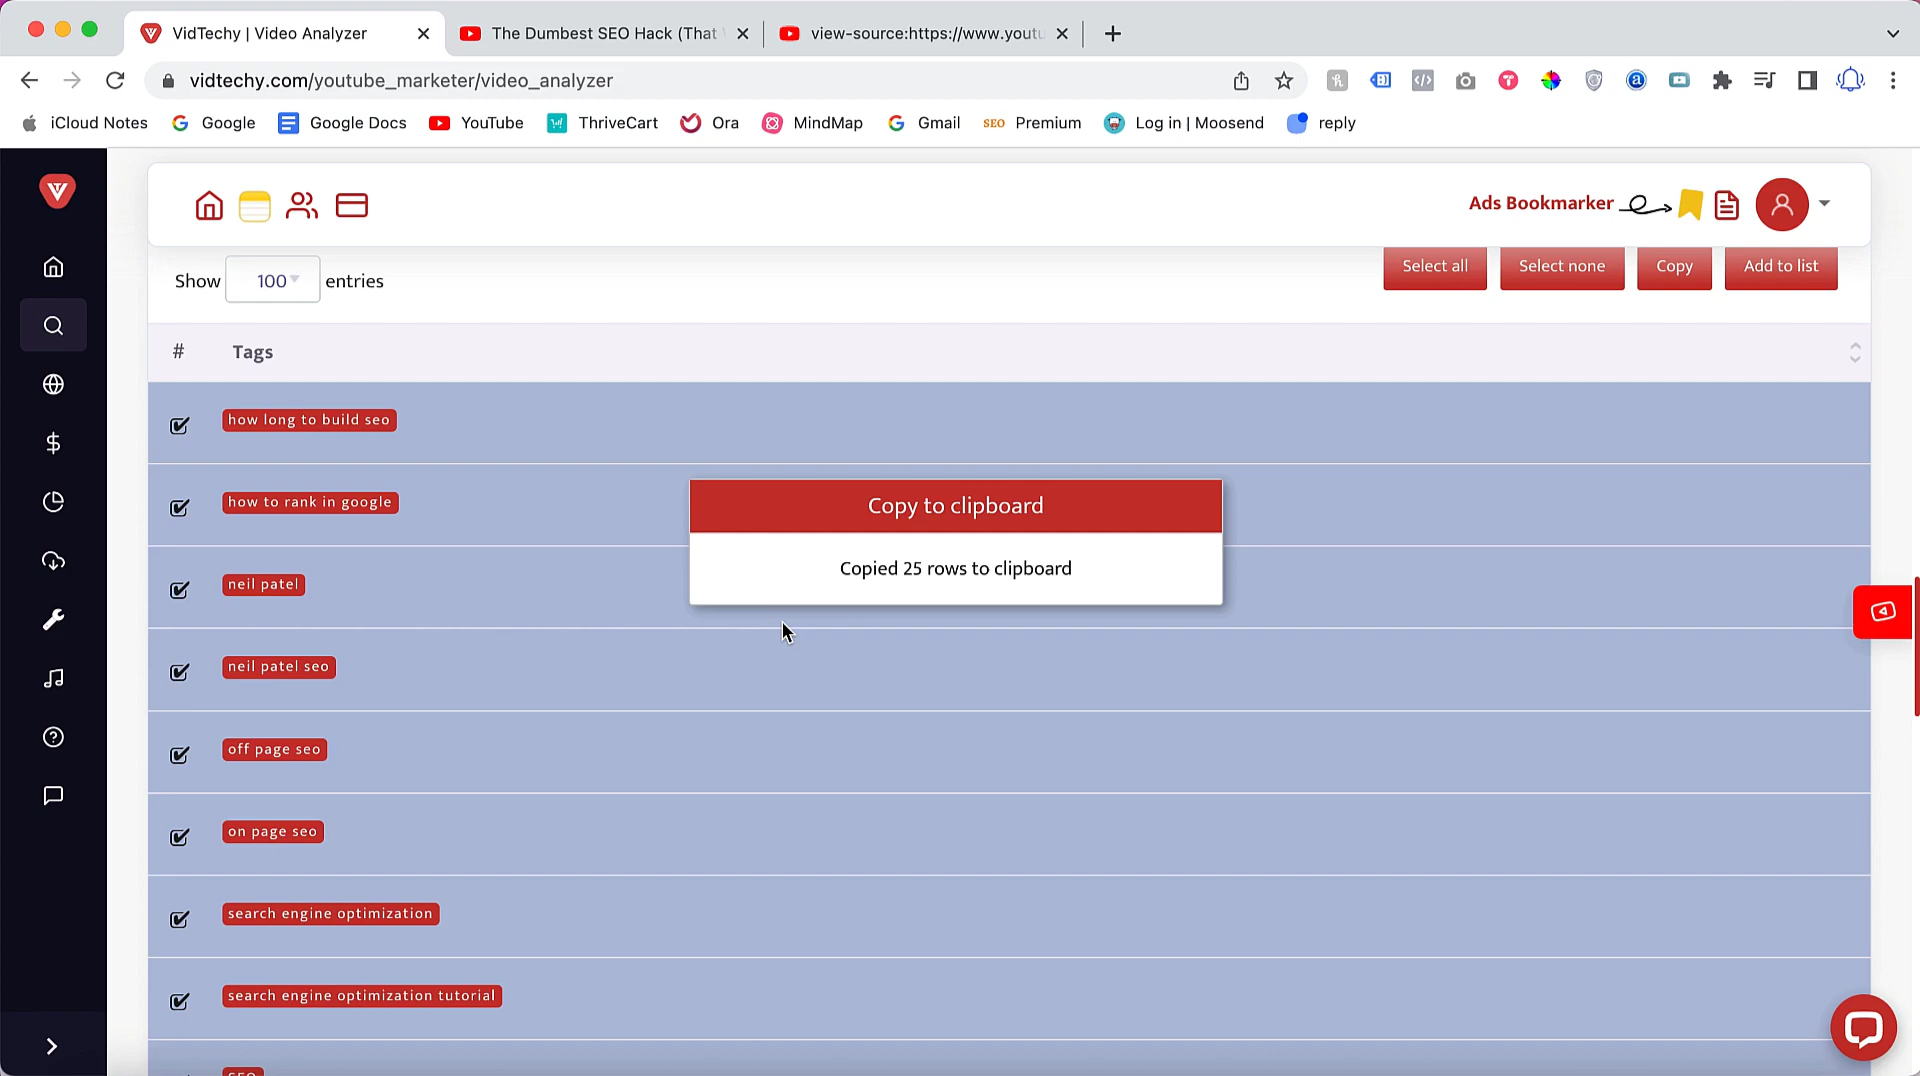 VidTechy | Video Analyzer
The Dumbest SEO Hack (That
view-source:https://www.youtu
vidtechy.com/youtube_marketer/video_analyzer
iCloud Notes
Google
Google Docs
YouTube
ThriveCart
Ora
MindMap
Gmail
SEO Premium
Log in | Moosend
reply
Ads Bookmarker
Show 100 entries
Select all
Select none
Copy
Add to list
# Tags
how long to build seo
how to rank in google
Copy to clipboard
Copied 25 rows to clipboard
neil patel
neil patel seo
off page seo
on page seo
search engine optimization
search engine optimization tutorial
SEO